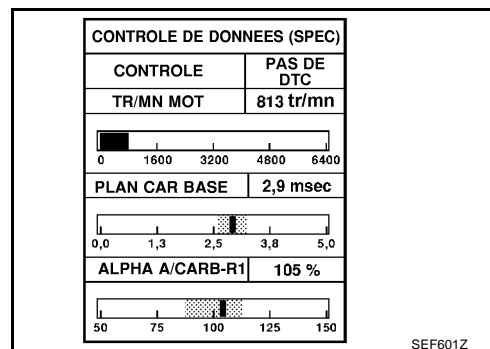 CONTROLE DE DONNEES (SPEC)
CONTROLE PAS DE DTC
TR/MN MOT 813 tr/mn
0 1600 3200 4800 6400
PLAN CAR BASE 2,9 msec
0,0 1,3 2,5 3,8 5,0
ALPHA A/CARB-R1 105 %
50 75 100 125 150
SEF601Z